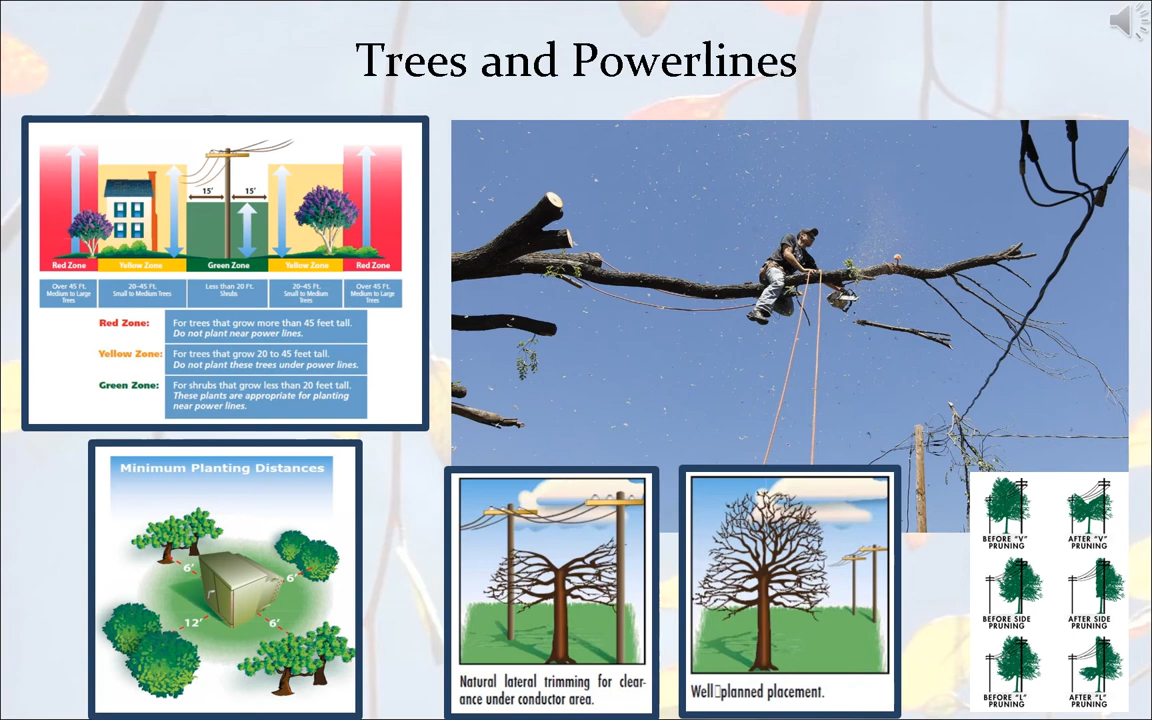 Trees and Powerlines
15' 15'
Red Zone Yellow Zone Green Zone Yellow Zone Red Zone
Over 45 Ft. 20-45 Ft. Less than 20 Ft. 20-45 Ft. Over 45 Ft.
Medium to Large Small to Medium Trees Shrubs Small to Medium Medium to Large
Trees Trees Trees
Red Zone: For trees that grow more than 45 feet tall.
Do not plant near power lines.
Yellow Zone: For trees that grow 20 to 45 feet tall.
Do not plant these trees under power lines.
Green Zone: For shrubs that grow less than 20 feet tall.
These plants are appropriate for planting
near power lines.
Minimum Planting Distances
6'
6'
12'
6'
Natural lateral trimming for clear-
ance under conductor area.
Well▯planned placement.
BEFORE "V" AFTER "V"
PRUNING PRUNING
BEFORE SIDE AFTER SIDE
PRUNING PRUNING
BEFORE "L" AFTER "L"
PRUNING PRUNING